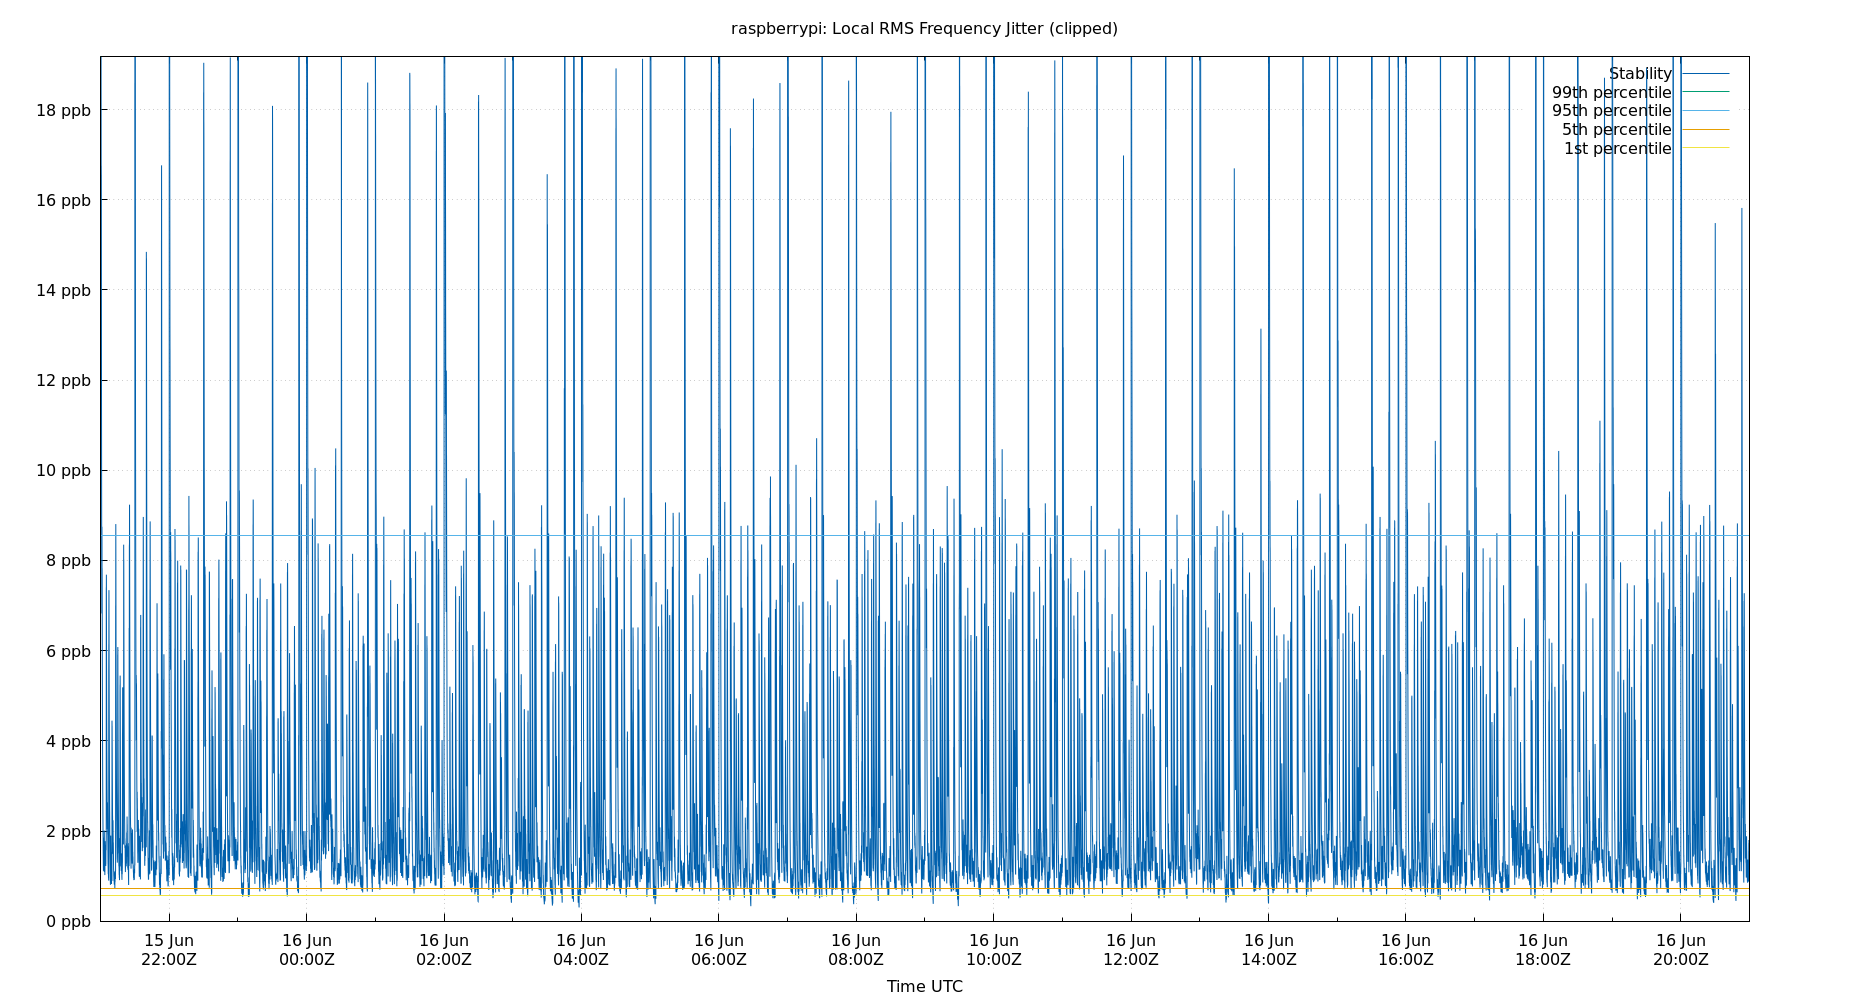 raspberrypi: Local RMS Frequency Jitter (clipped)
Stability
99th percentile
95th percentile
5th percentile
1st percentile
18 ppb
16 ppb
14 ppb
12 ppb
10 ppb
8 ppb
6 ppb
4 ppb
2 ppb
0 ppb
15 Jun 16 Jun 16 Jun 16 Jun 16 Jun 16 Jun 16 Jun 16 Jun 16 Jun 16 Jun 16 Jun 16 Jun
22:00Z 00:00Z 02:00Z 04:00Z 06:00Z 08:00Z 10:00Z 12:00Z 14:00Z 16:00Z 18:00Z 20:00Z
Time UTC